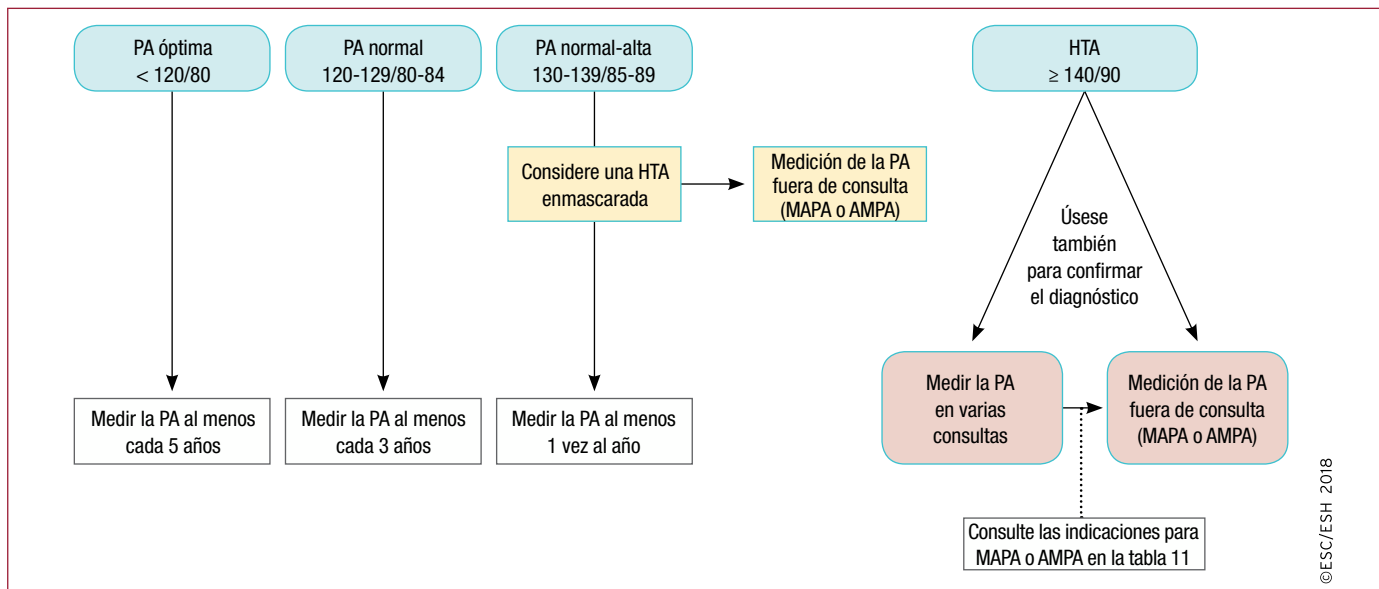 PA óptima
< 120/80
PA normal
120-129/80-84
PA normal-alta
130-139/85-89
HTA
≥ 140/90
Considere una HTA
enmascarada
Medición de la PA
fuera de consulta
(MAPA o AMPA)
Úsese
también
para confirmar
el diagnóstico
Medir la PA al menos
cada 5 años
Medir la PA al menos
cada 3 años
Medir la PA al menos
1 vez al año
Medir la PA
en varias
consultas
Medición de la PA
fuera de consulta
(MAPA o AMPA)
Consulte las indicaciones para
MAPA o AMPA en la tabla 11
©ESC/ESH 2018